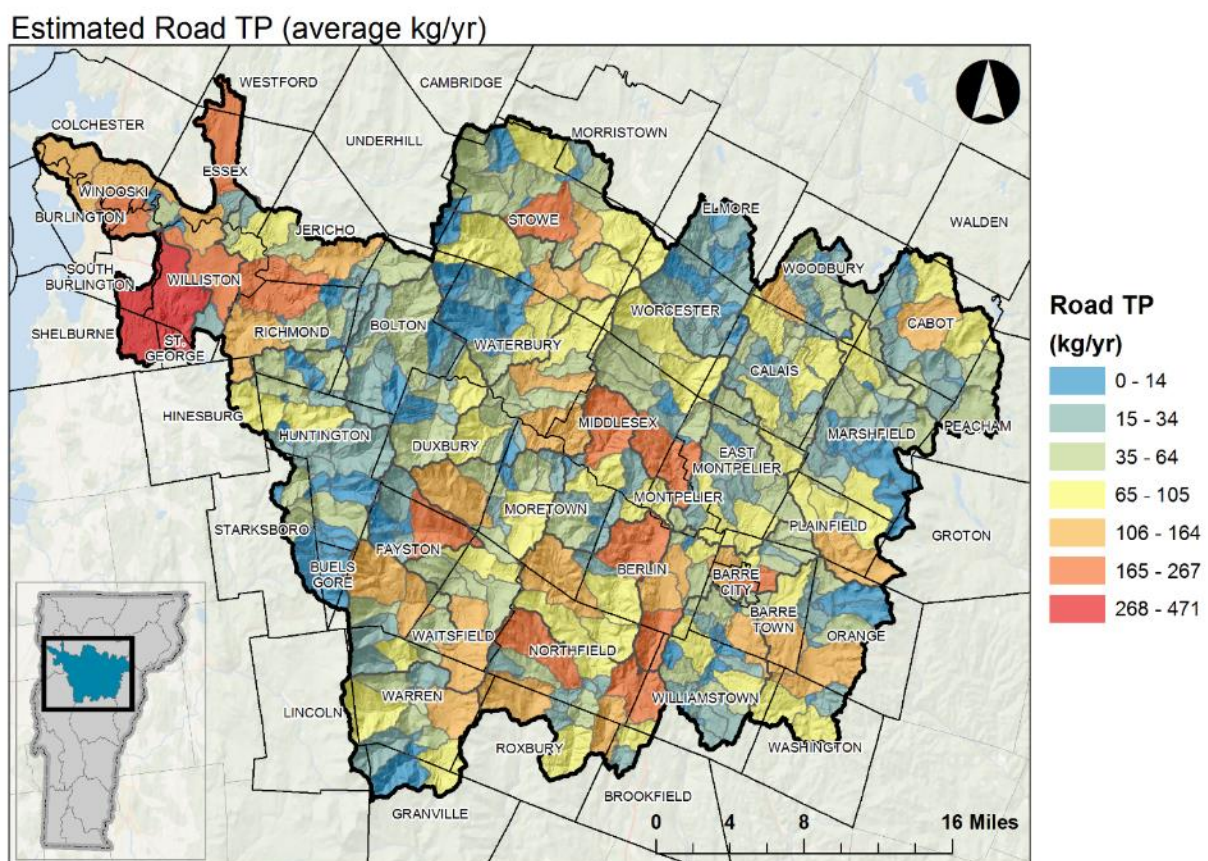 Estimated Road TP (average kg/yr)
WESTFORD
CAMBRIDGE
COLCHESTER
UNDERHILL
MORRISTOWN
ESSEX
WINOOSKI
BURLINGTON
JERICHO
STOWE
ELMORE
WALDEN
SOUTH
BURLINGTON
WILLISTON
WOODBURY
SHELBURNE
ST.
GEORGE
RICHMOND
BOLTON
WATERBURY
WORCESTER
CABOT
CALAIS
HINESBURG
HUNTINGTON
DUXBURY
MIDDLESEX
EAST
MONTPELIER
MARSHFIELD
PEACHAM
STARKSBORO
MORETOWN
MONTPELIER
PLAINFIELD
GROTON
BUELS
GORE
FAYSTON
BERLIN
BARRE
CITY
BARRE
TOWN
ORANGE
WAITSFIELD
NORTHFIELD
LINCOLN
WARREN
WILLIAMSTOWN
ROXBURY
WASHINGTON
GRANVILLE
BROOKFIELD
0 4 8 16 Miles
Road TP
(kg/yr)
0 - 14
15 - 34
35 - 64
65 - 105
106 - 164
165 - 267
268 - 471